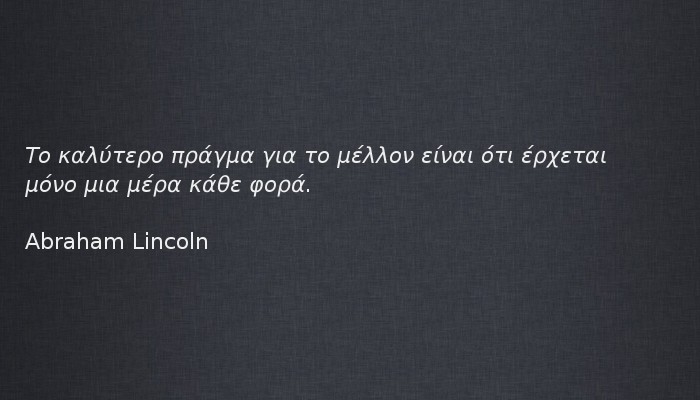 Το καλύτερο πράγμα για το μέλλον είναι ότι έρχεται
μόνο μια μέρα κάθε φορά.
Abraham Lincoln